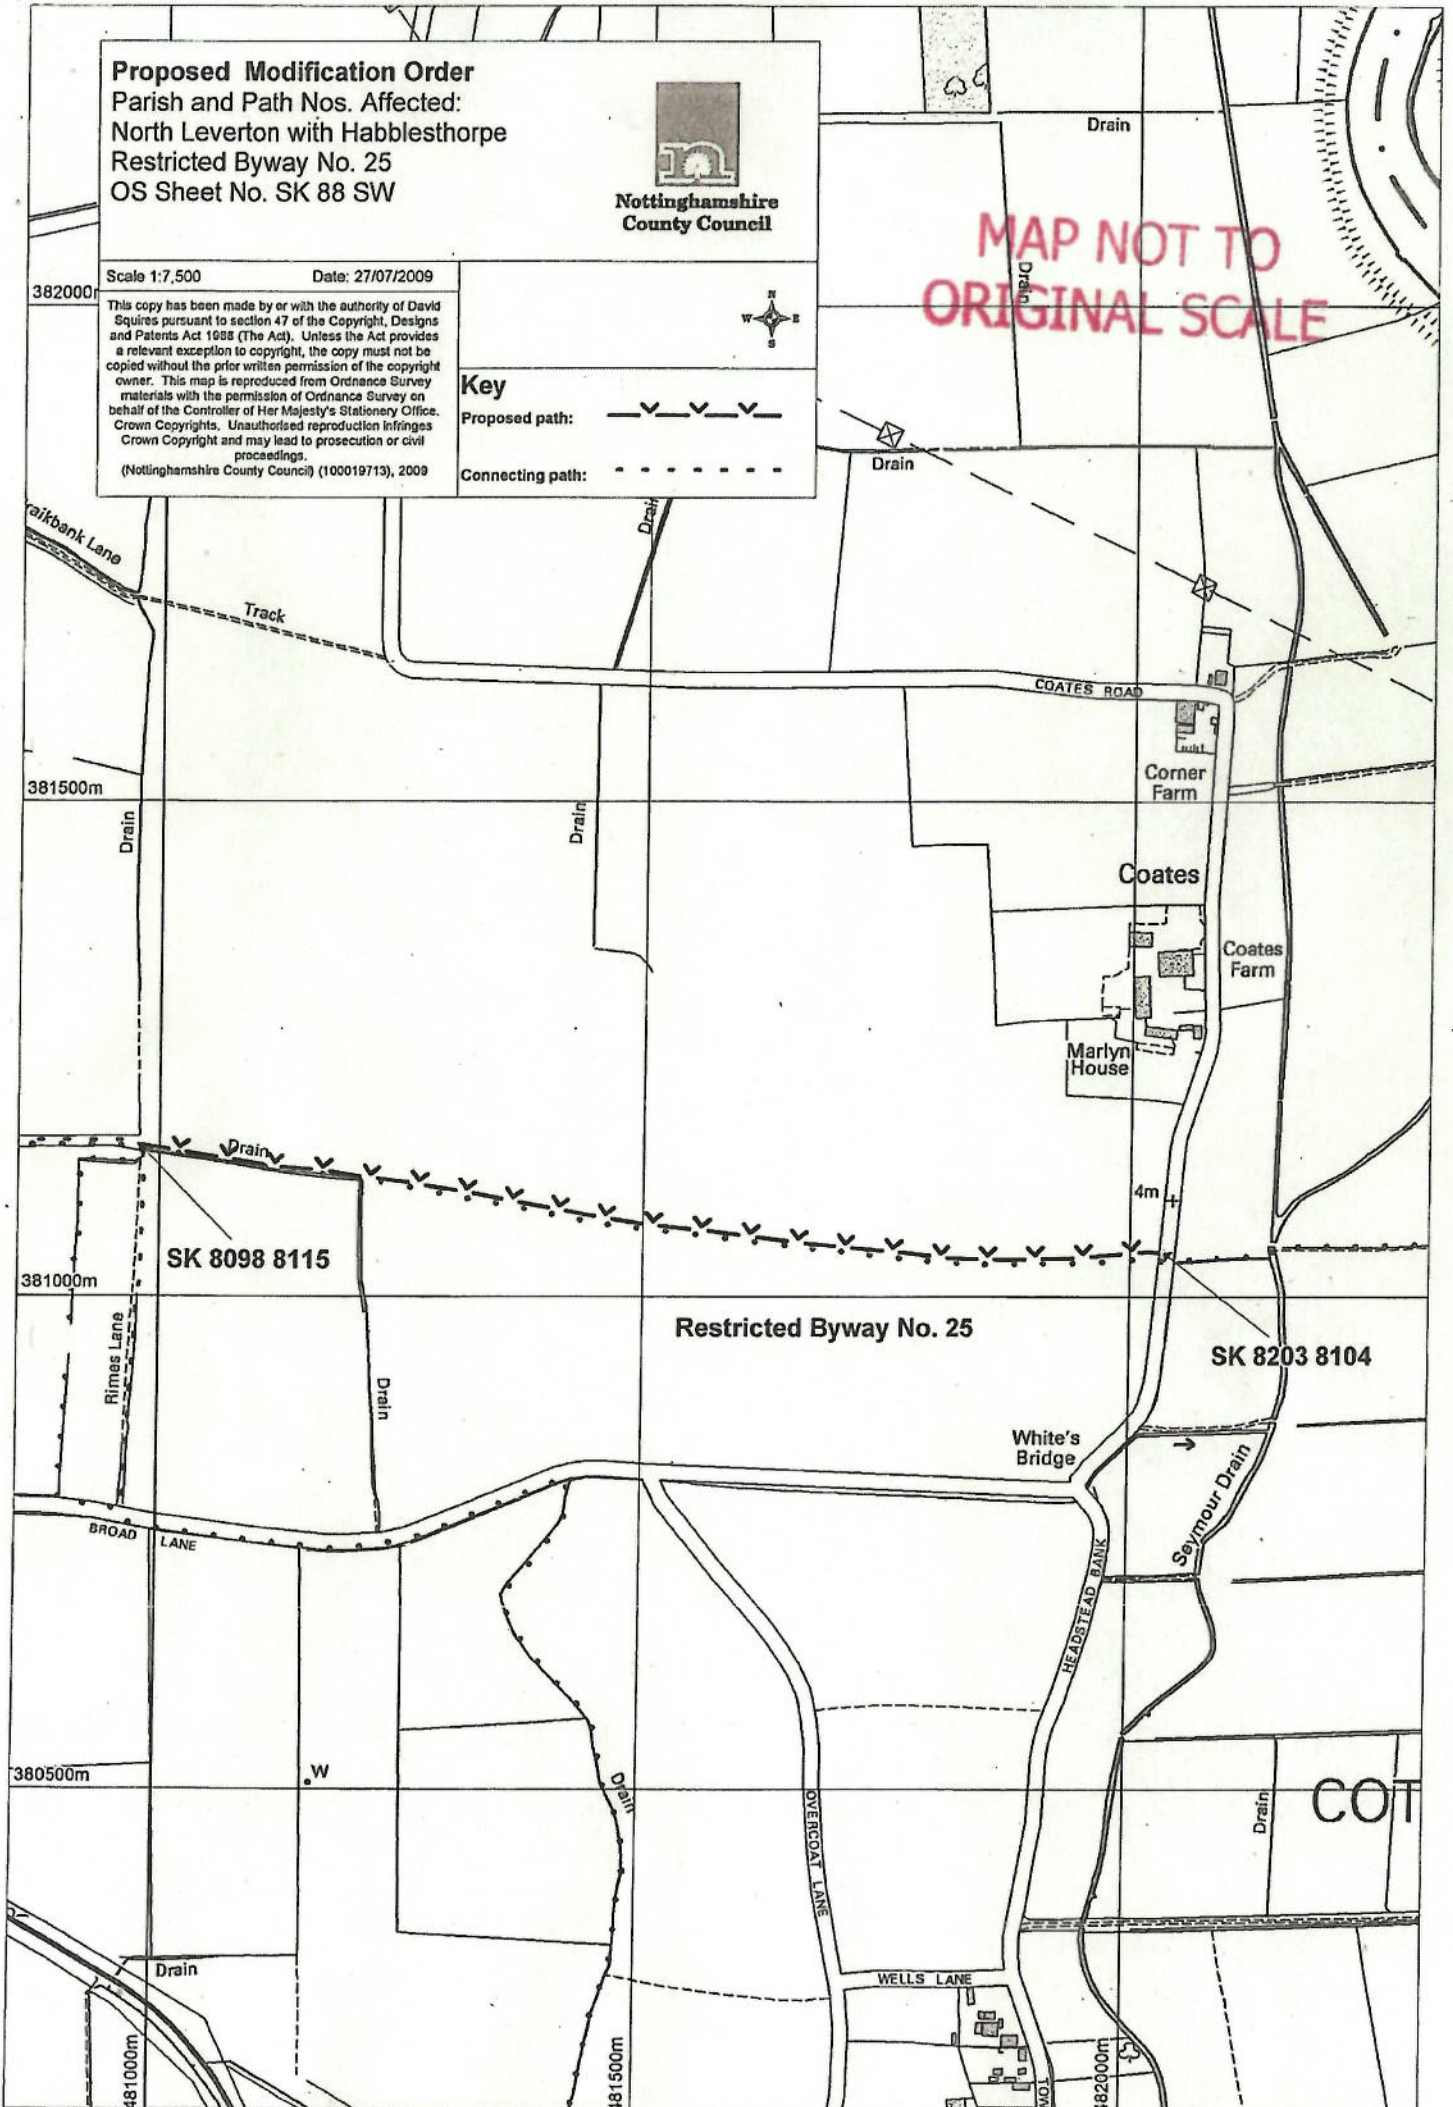 Proposed Modification Order
Parish and Path Nos. Affected:
North Leverton with Habblesthorpe
Restricted Byway No. 25
OS Sheet No. SK 88 SW
Nottinghamshire
County Council
Scale 1:7,500
Date: 27/07/2009
This copy has been made by or with the authority of David
Squires pursuant to section 47 of the Copyright, Designs
and Patents Act 1988 (The Act). Unless the Act provides
a relevant exception to copyright, the copy must not be
copied without the prior written permission of the copyright
owner. This map is reproduced from Ordnance Survey
materials with the permission of Ordnance Survey on
behalf of the Controller of Her Majesty's Stationery Office.
Crown Copyrights. Unauthorised reproduction infringes
Crown Copyright and may lead to prosecution or civil
proceedings.
(Nottinghamshire County Council) (100019713), 2009
N
W E
S
Key
Proposed path:
Connecting path:
Drain
MAP NOT TO
ORIGINAL SCALE
Drain
382000m
Drain
Drain
raikbank Lane
Track
COATES ROAD
Corner
Farm
381500m
Drain
Drain
Coates
Coates
Farm
Marlyn
House
Drain
4m
SK 8098 8115
381000m
Restricted Byway No. 25
SK 8203 8104
Rimes Lane
Drain
White's
Bridge
Seymour Drain
BROAD LANE
HEADSTEAD BANK
380500m
W
Drain
OVERCOAT LANE
Drain
COT
Drain
WELLS LANE
481000m
481500m
482000m
TOW